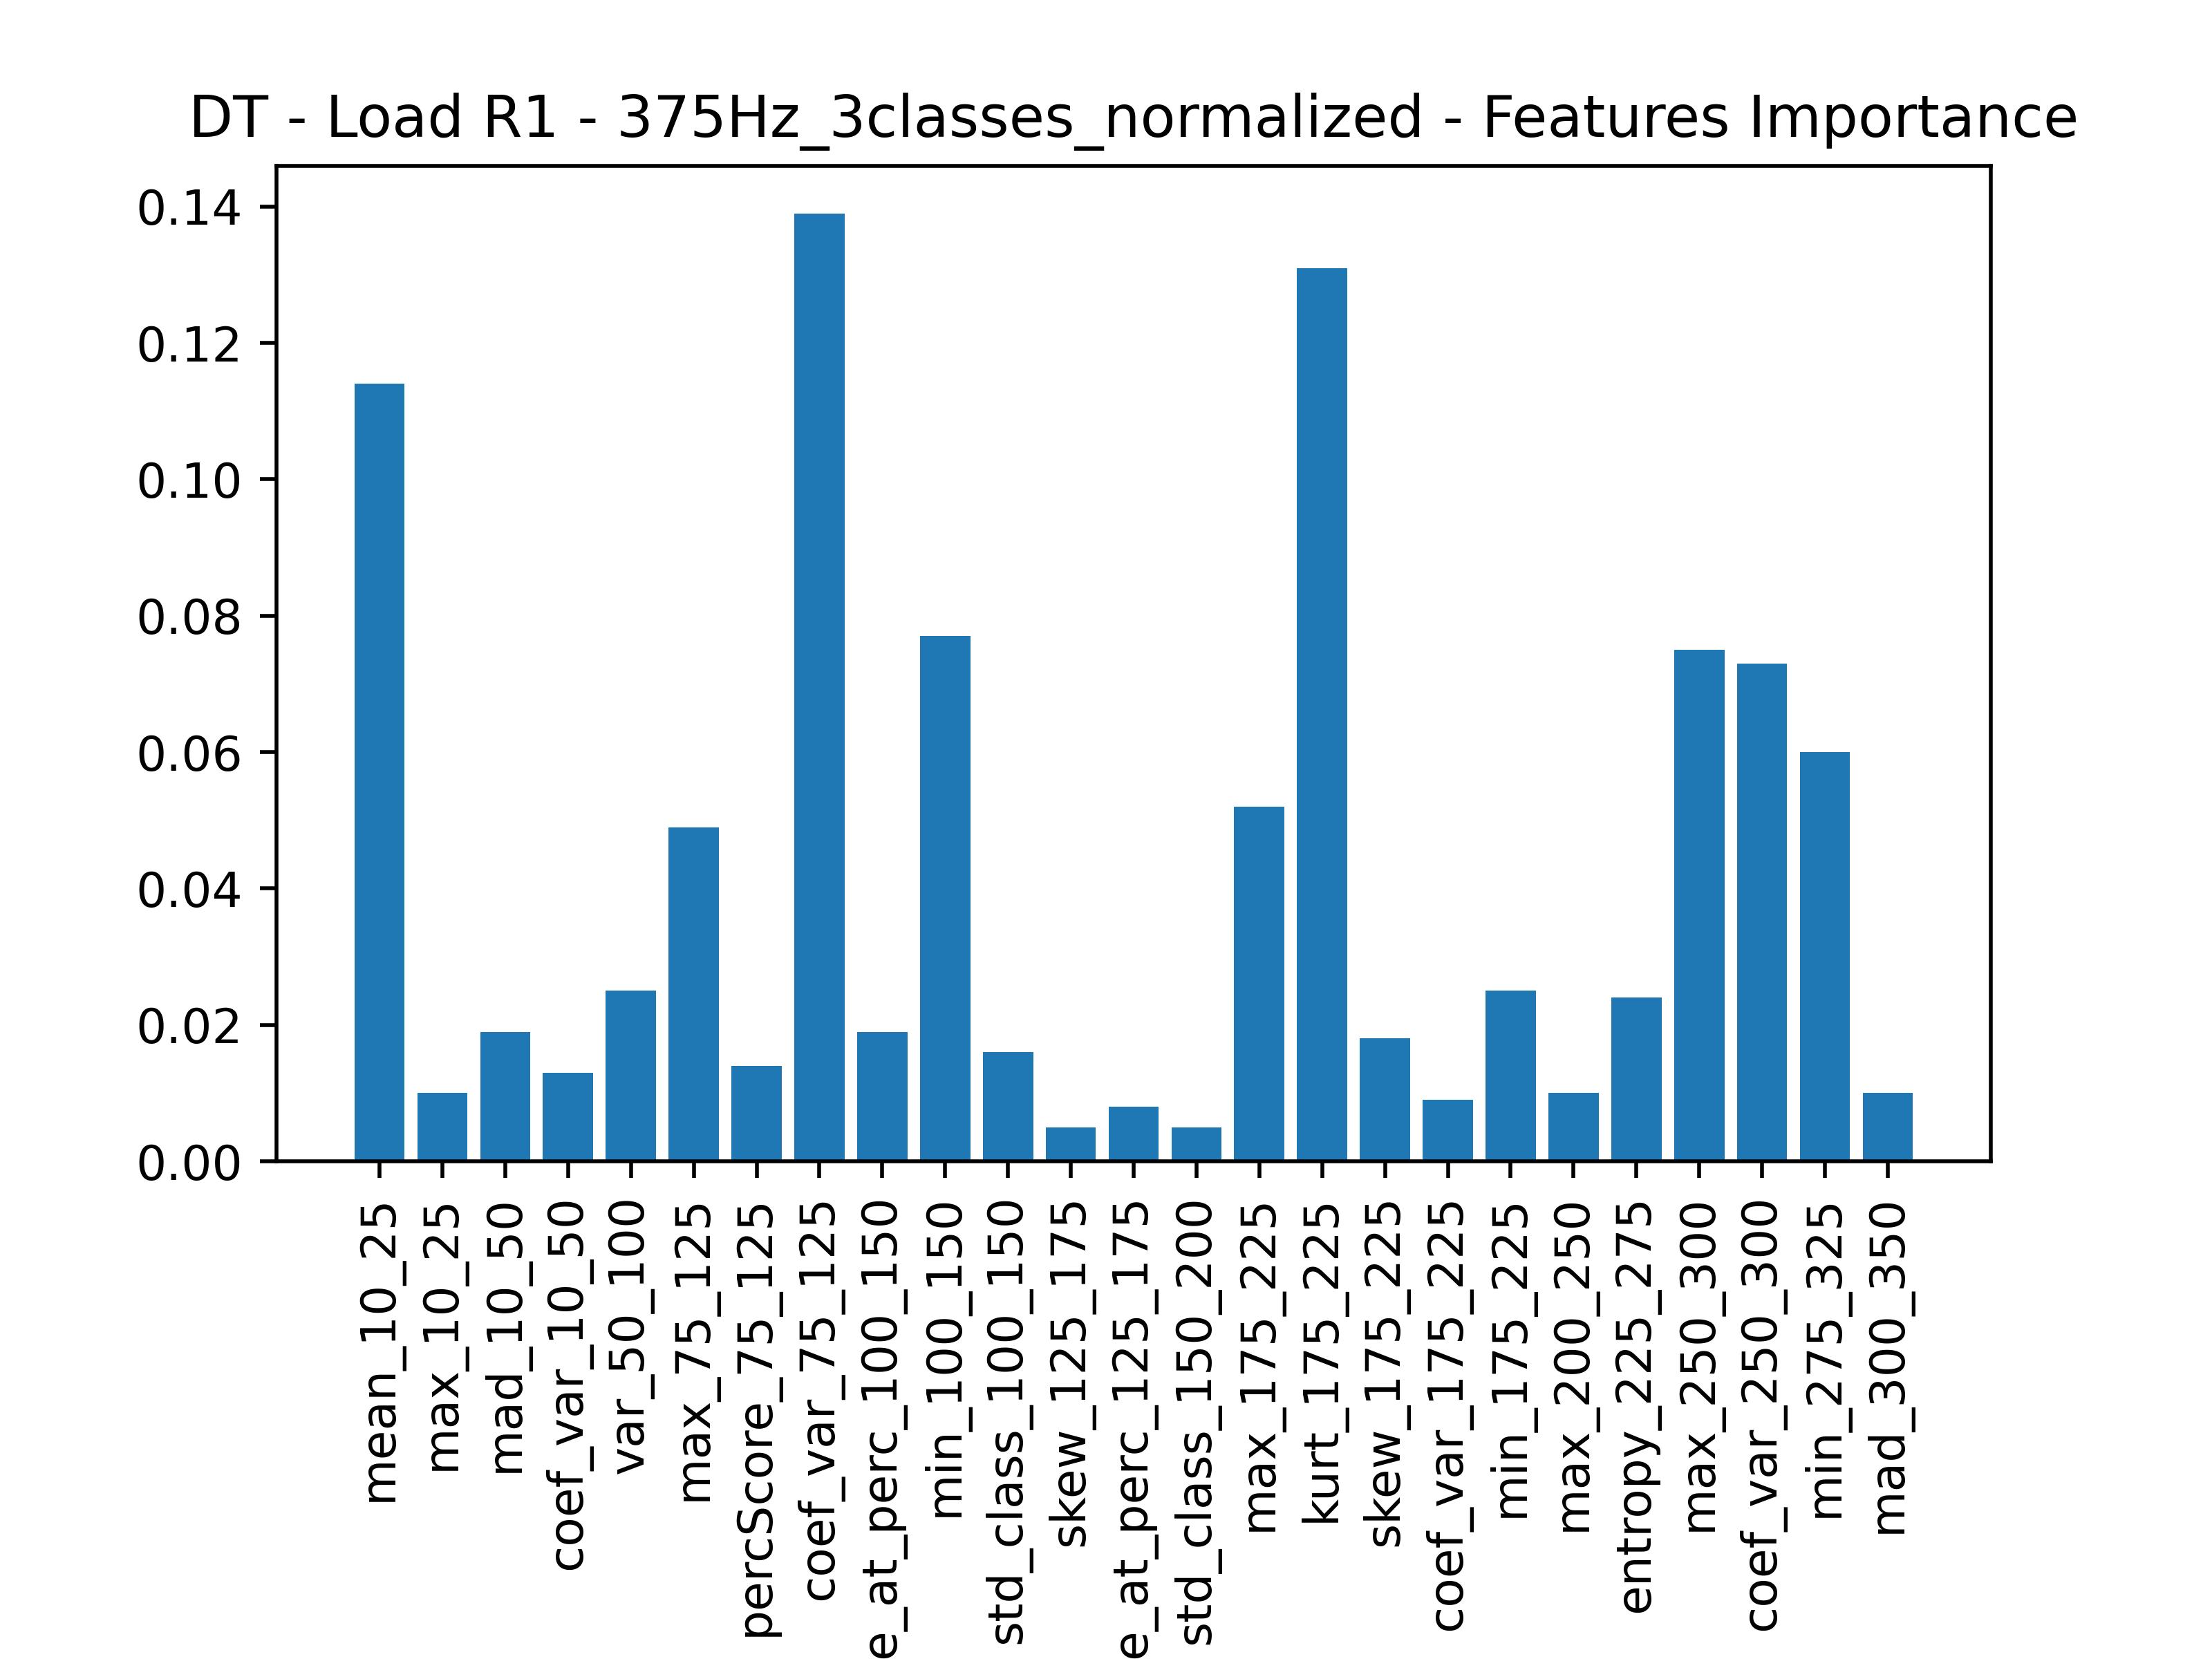 DT - Load R1 - 375Hz_3classes_normalized - Features Importance
0.14
0.12
0.10
0.08
0.06
0.04
0.02
0.00
mean_10_25
max_10_25
mad_10_50
coef_var_10_50
var_50_100
max_75_125
percScore_75_125
coef_var_75_125
e_at_perc_100_150
min_100_150
std_class_100_150
skew_125_175
e_at_perc_125_175
std_class_150_200
max_175_225
kurt_175_225
skew_175_225
coef_var_175_225
min_175_225
max_200_250
entropy_225_275
max_250_300
coef_var_250_300
min_275_325
mad_300_350